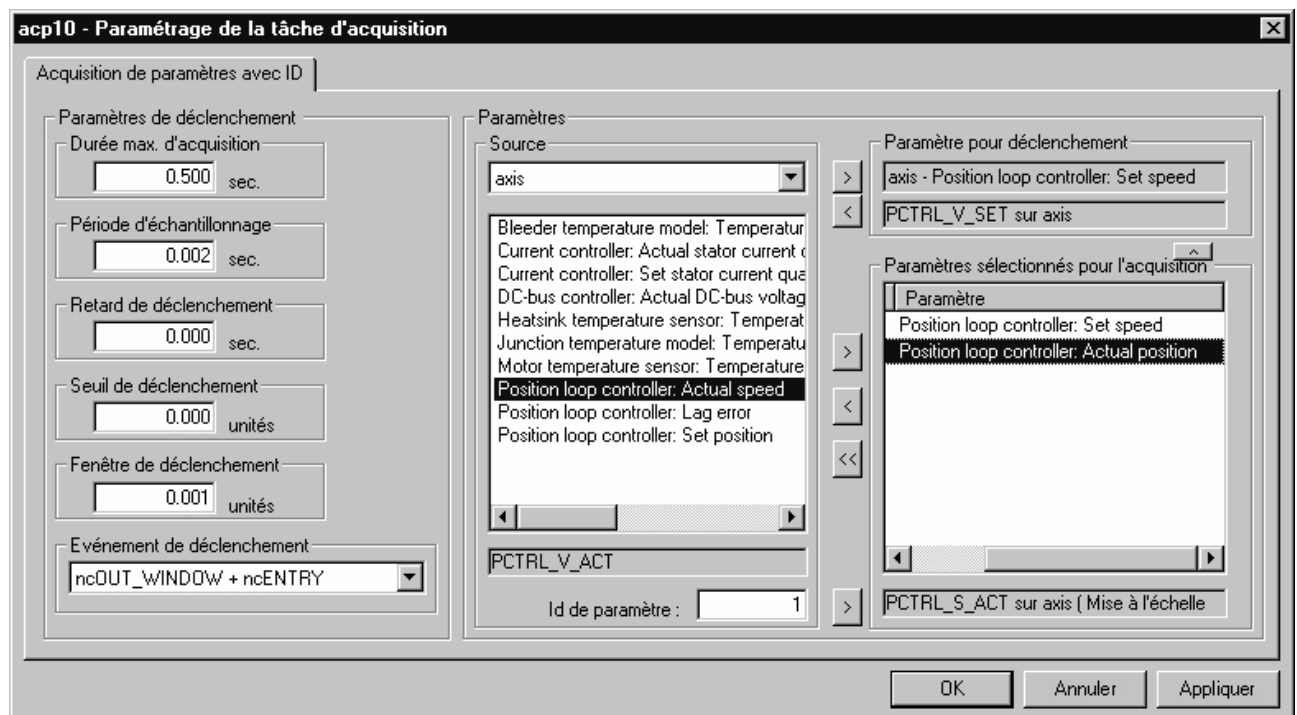 acp10 - Paramétrage de la tâche d'acquisition
Acquisition de paramètres avec ID
Paramètres de déclenchement
Durée max. d'acquisition
0.500 sec.
Période d'échantillonnage
0.002 sec.
Retard de déclenchement
0.000 sec.
Seuil de déclenchement
0.000 unités
Fenêtre de déclenchement
0.001 unités
Evénement de déclenchement
ncOUT_WINDOW + ncENTRY
Paramètres
Source
axis
Bleeder temperature model: Temperatur
Current controller: Actual stator current
Current controller: Set stator current qua
DC-bus controller: Actual DC-bus voltag
Heatsink temperature sensor: Temperat
Junction temperature model: Temperatu
Motor temperature sensor: Temperature
Position loop controller: Actual speed
Position loop controller: Lag error
Position loop controller: Set position
PCTRL_V_ACT
Id de paramètre : 1
>
<
>
<
<<
>
Paramètre pour déclenchement
axis - Position loop controller: Set speed
PCTRL_V_SET sur axis
^
Paramètres sélectionnés pour l'acquisition
Paramètre
Position loop controller: Set speed
Position loop controller: Actual position
PCTRL_S_ACT sur axis ( Mise à l'échelle
OK Annuler Appliquer